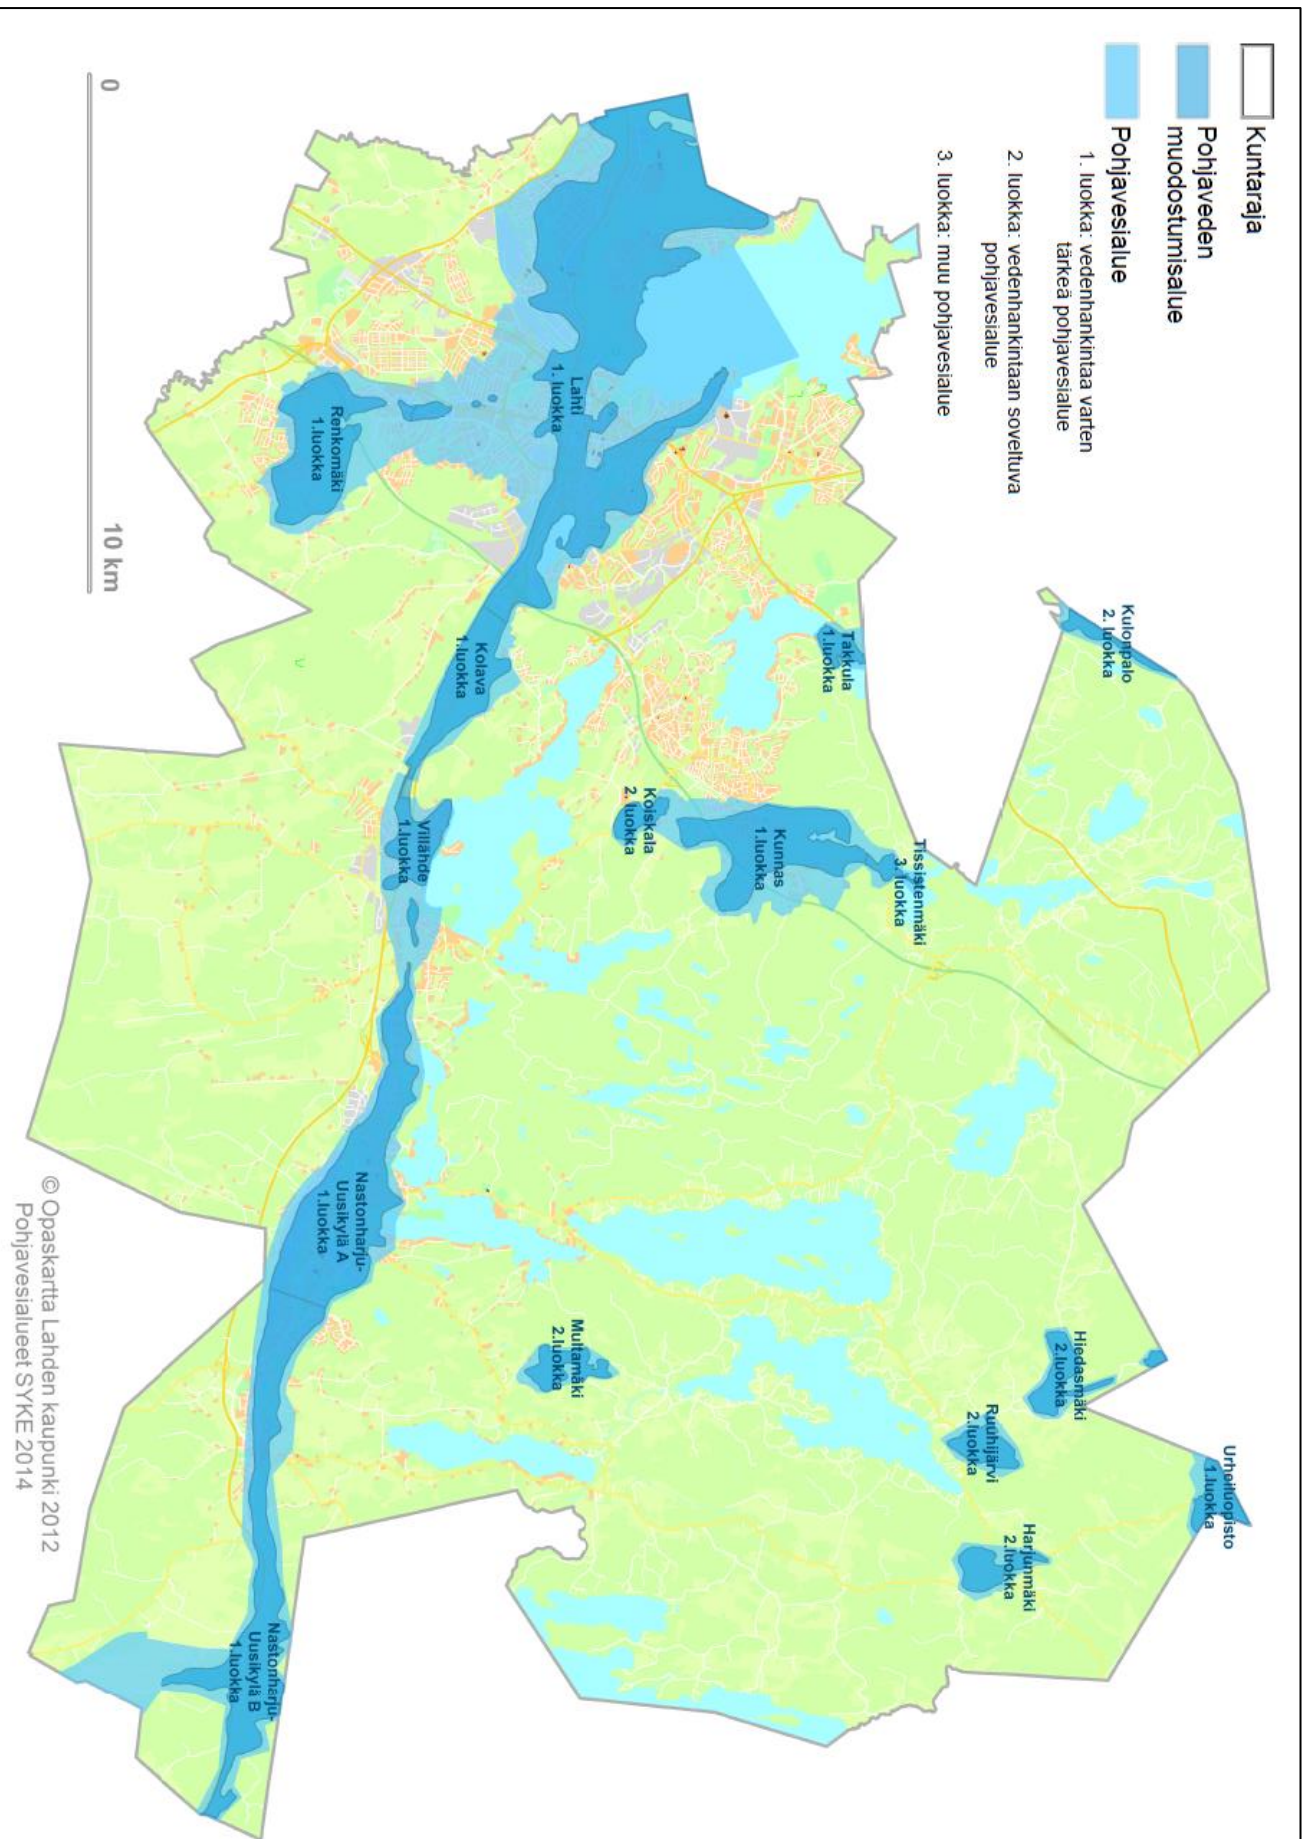 Kuntaraja
Pohjaveden
muodostumisalue
Pohjavesialue
1. luokka: vedenhankintaa varten
tärkeä pohjavesialue
2. luokka: vedenhankintaan soveltuva
pohjavesialue
3. luokka: muu pohjavesialue
Kulonpalo
2. luokka
Takkula
1.luokka
Tissistenmäki
3. luokka
Kunnas
1.luokka
Koiskala
2. luokka
Lahti
1. luokka
Renkomäki
1.luokka
Kolava
1.luokka
Villähde
1.luokka
Nastonharju-
Uusikylä A
1.luokka
Multamäki
2.luokka
Hiedasmäki
2.luokka
Ruuhijärvi
2.luokka
Urheiluopisto
1.luokka
Harjunmäki
2.luokka
Nastonharju-
Uusikylä B
1.luokka
0
10 km
© Opaskartta Lahden kaupunki 2012
Pohjavesialueet SYKE 2014